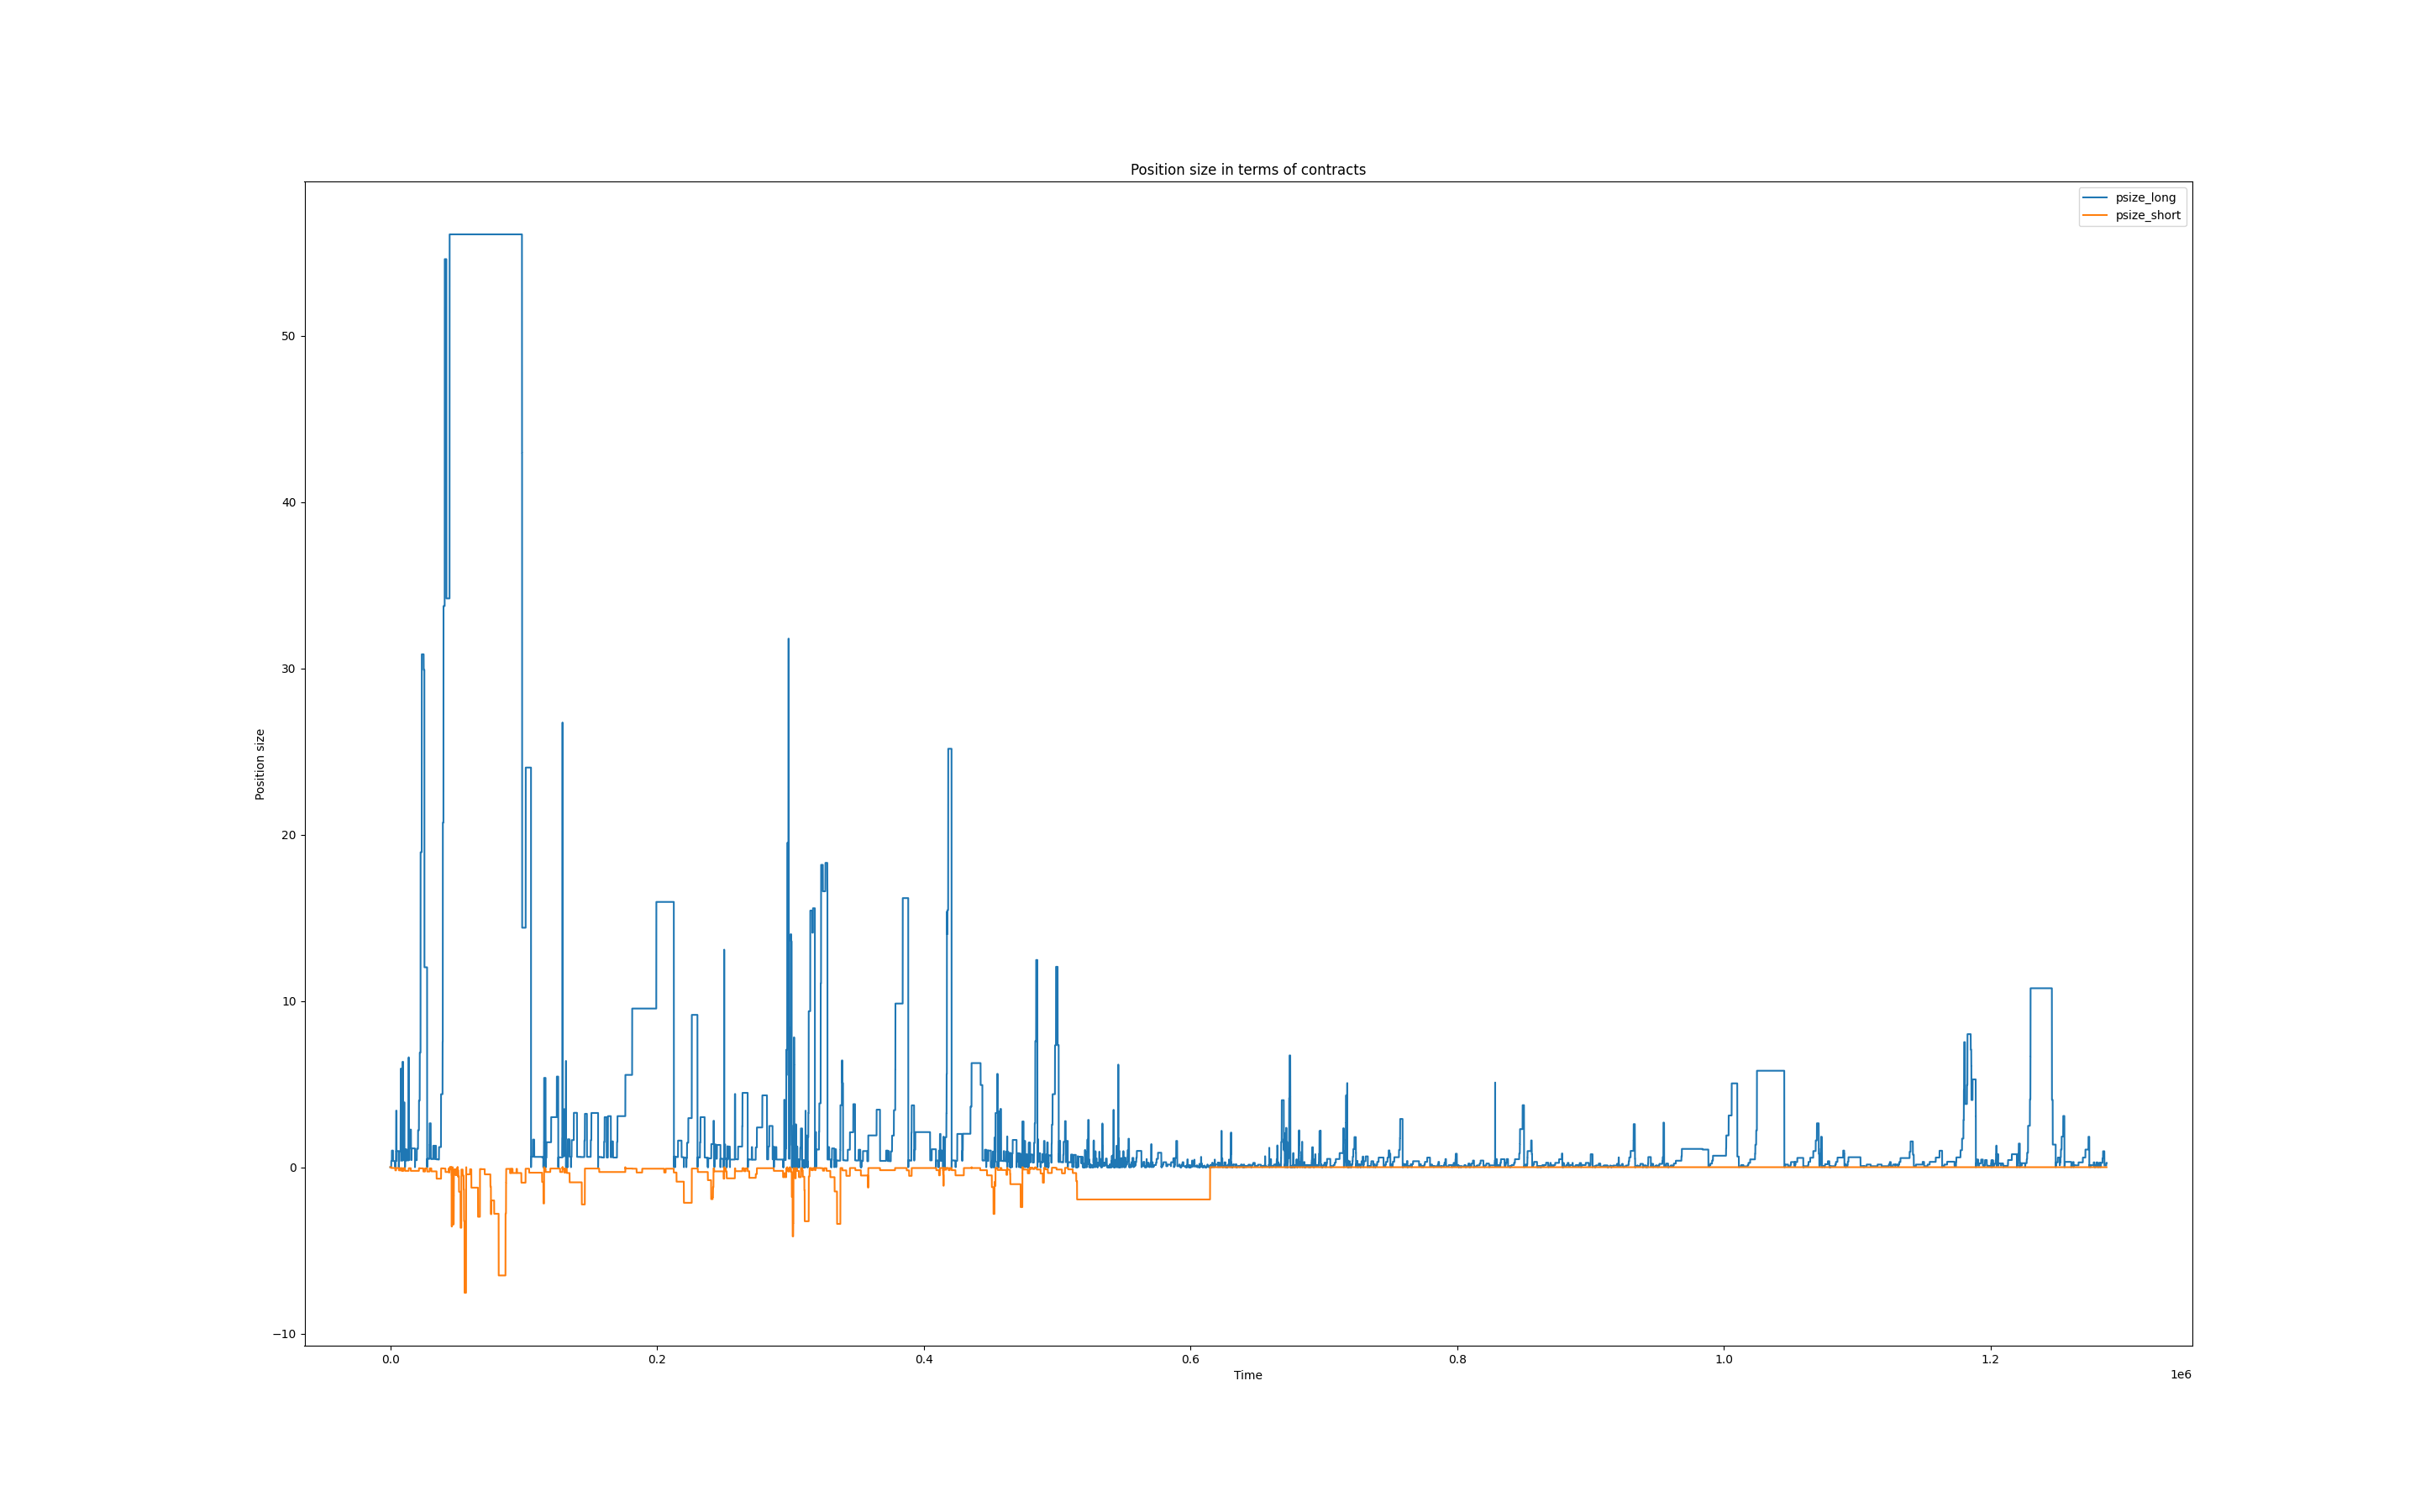 Position size in terms of contracts
psize_long
psize_short
Position size
50
40
30
20
10
0
−10
0.0 0.2 0.4 0.6 0.8 1.0 1.2
Time
1e6